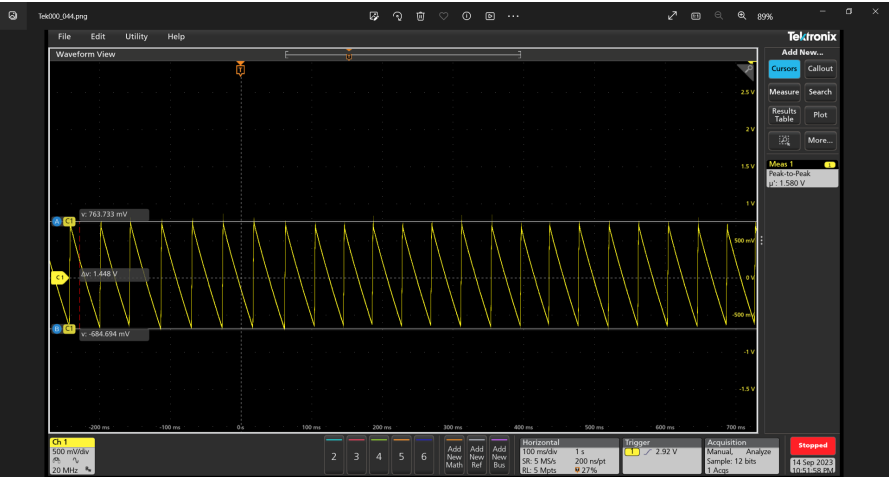 Tek000_044.png
89%
File Edit Utility Help
Tektronix
Waveform View
Add New...
Cursors Callout
Measure Search
Results Table Plot
More...
Meas 1 1
Peak-to-Peak
µ': 1.580 V
T
2.5 V
2 V
1.5 V
1 V
500 mV
0 V
-500 mV
-1 V
-1.5 V
A C1 v: 763.733 mV
C1 Δv: 1.448 V
B C1 v: -684.694 mV
-200 ms -100 ms 0 s 100 ms 200 ms 300 ms 400 ms 500 ms 600 ms 700 ms
Ch 1
500 mV/div
20 MHz
2 3 4 5 6
Add New Math
Add New Ref
Add New Bus
Horizontal
100 ms/div 1 s
SR: 5 MS/s 200 ns/pt
RL: 5 Mpts 27%
Trigger
1 2.92 V
Acquisition
Manual, Analyze
Sample: 12 bits
1 Acqs
Stopped
14 Sep 2023
10:51:58 PM